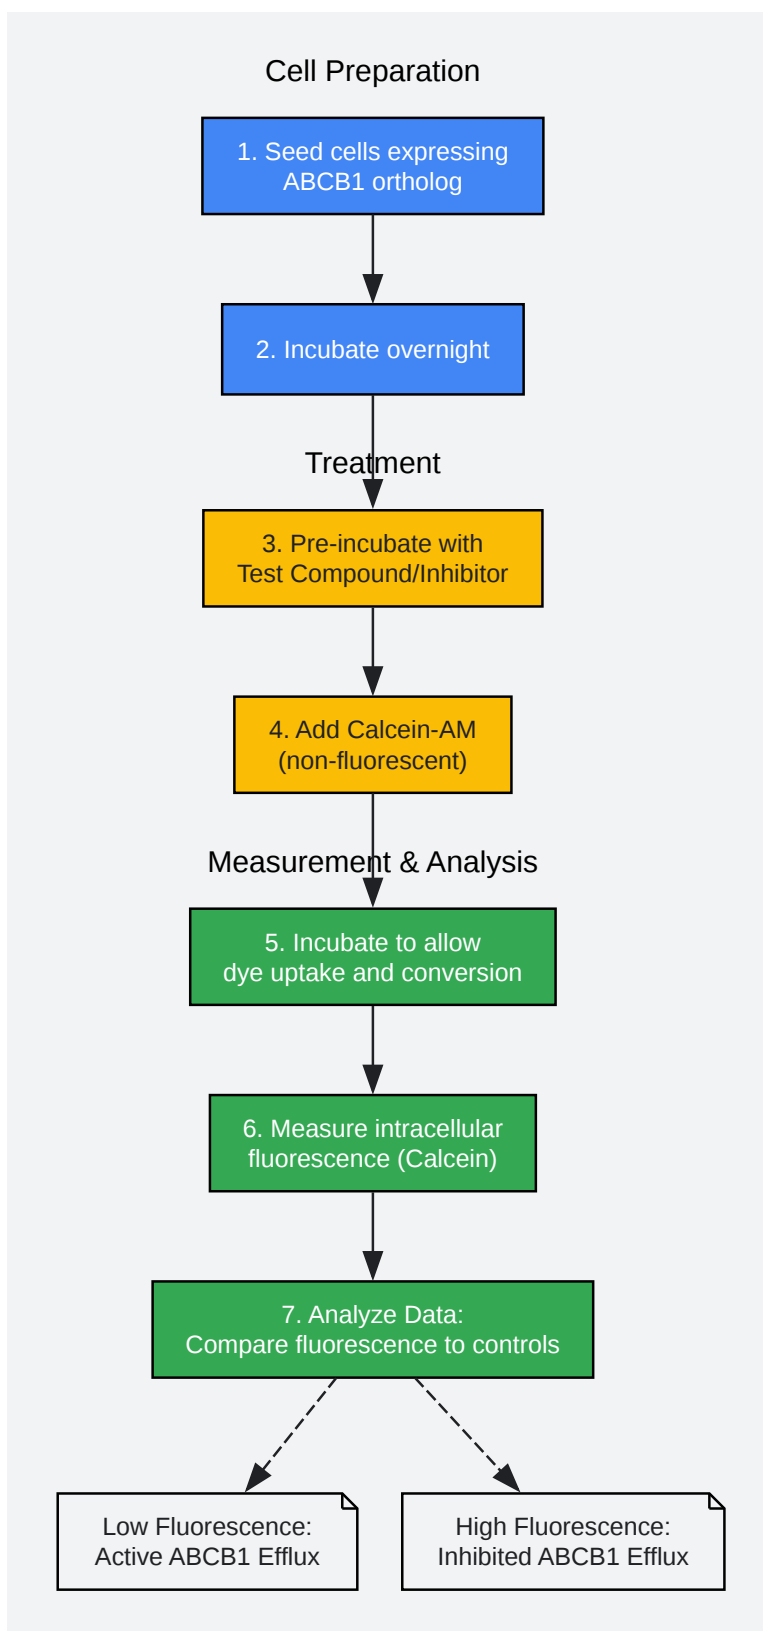 Cell Preparation
1. Seed cells expressing
ABCB1 ortholog
2. Incubate overnight
Treatment
3. Pre-incubate with
Test Compound/Inhibitor
4. Add Calcein-AM
(non-fluorescent)
Measurement & Analysis
5. Incubate to allow
dye uptake and conversion
6. Measure intracellular
fluorescence (Calcein)
7. Analyze Data:
Compare fluorescence to controls
Low Fluorescence:
Active ABCB1 Efflux
High Fluorescence:
Inhibited ABCB1 Efflux